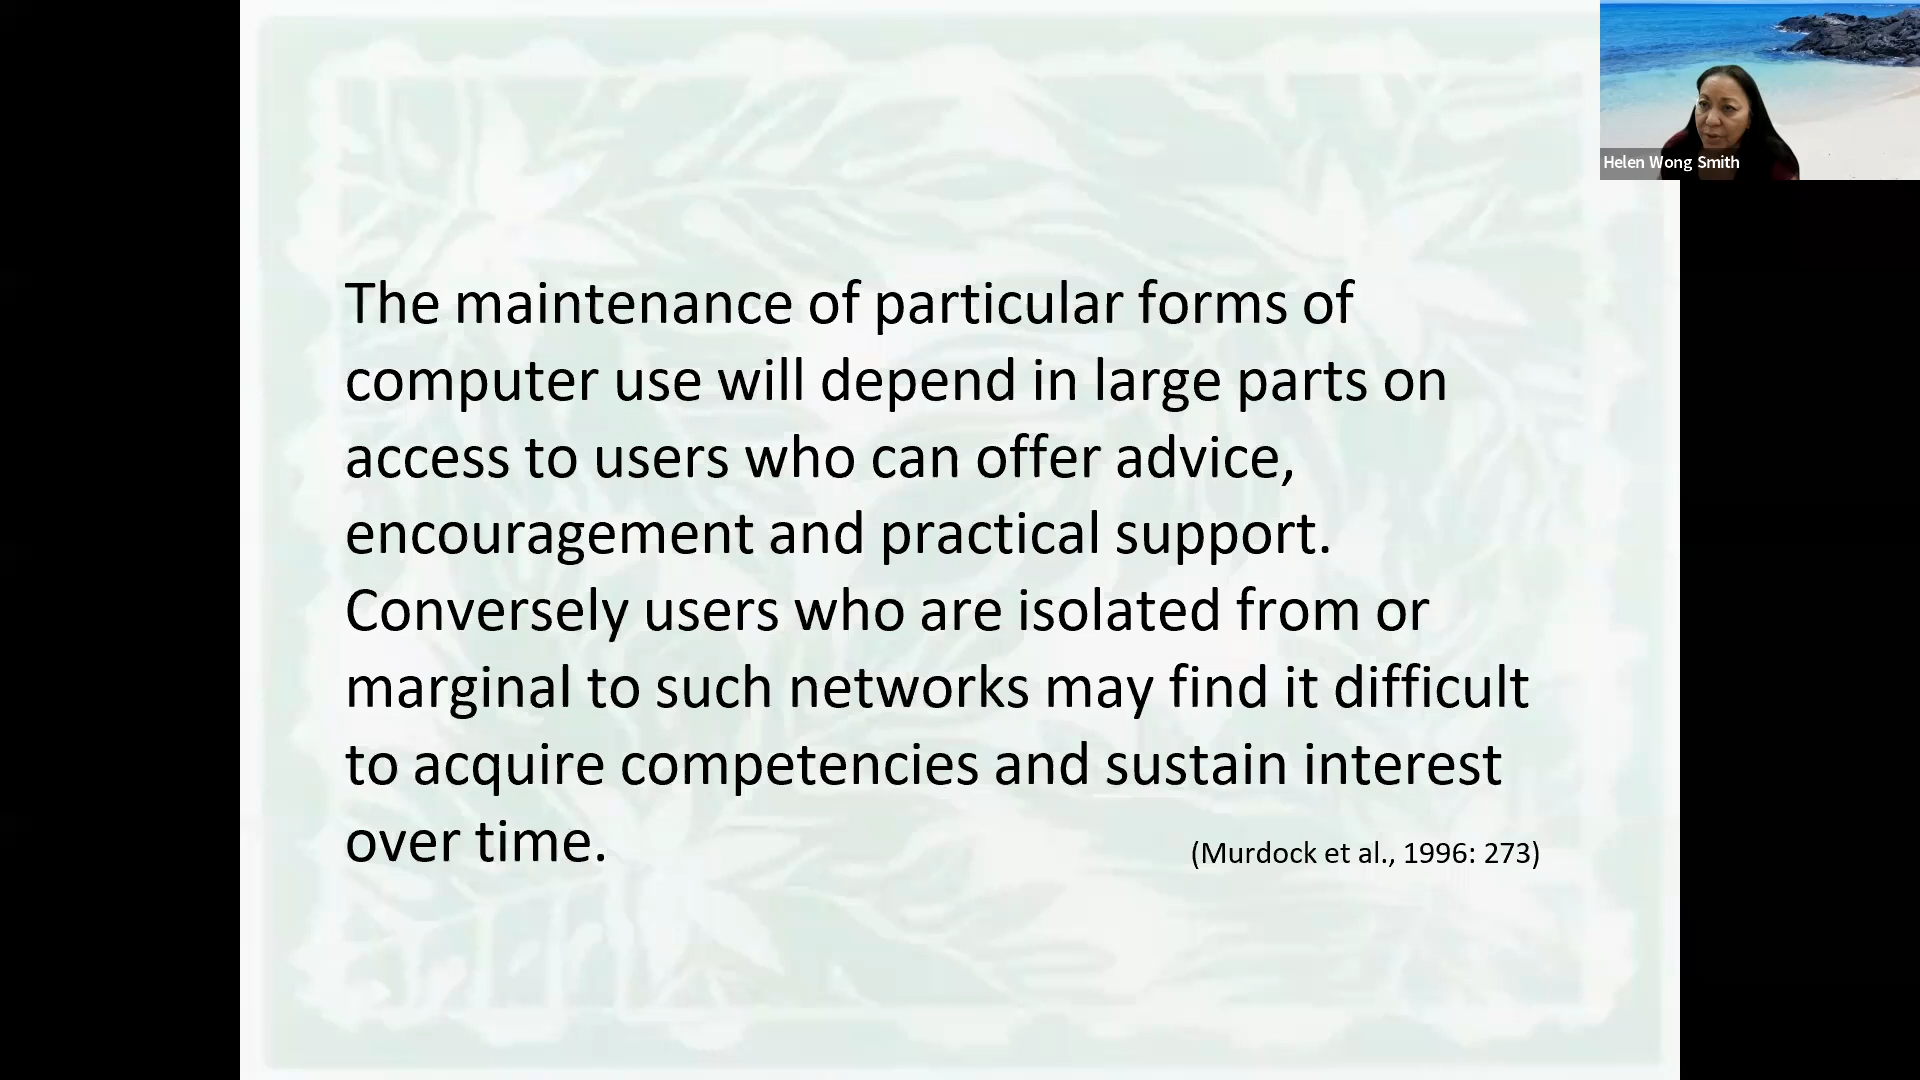 The maintenance of particular forms of
computer use will depend in large parts on
access to users who can offer advice,
encouragement and practical support.
Conversely users who are isolated from or
marginal to such networks may find it difficult
to acquire competencies and sustain interest
over time.
(Murdock et al., 1996: 273)
Helen Wong Smith